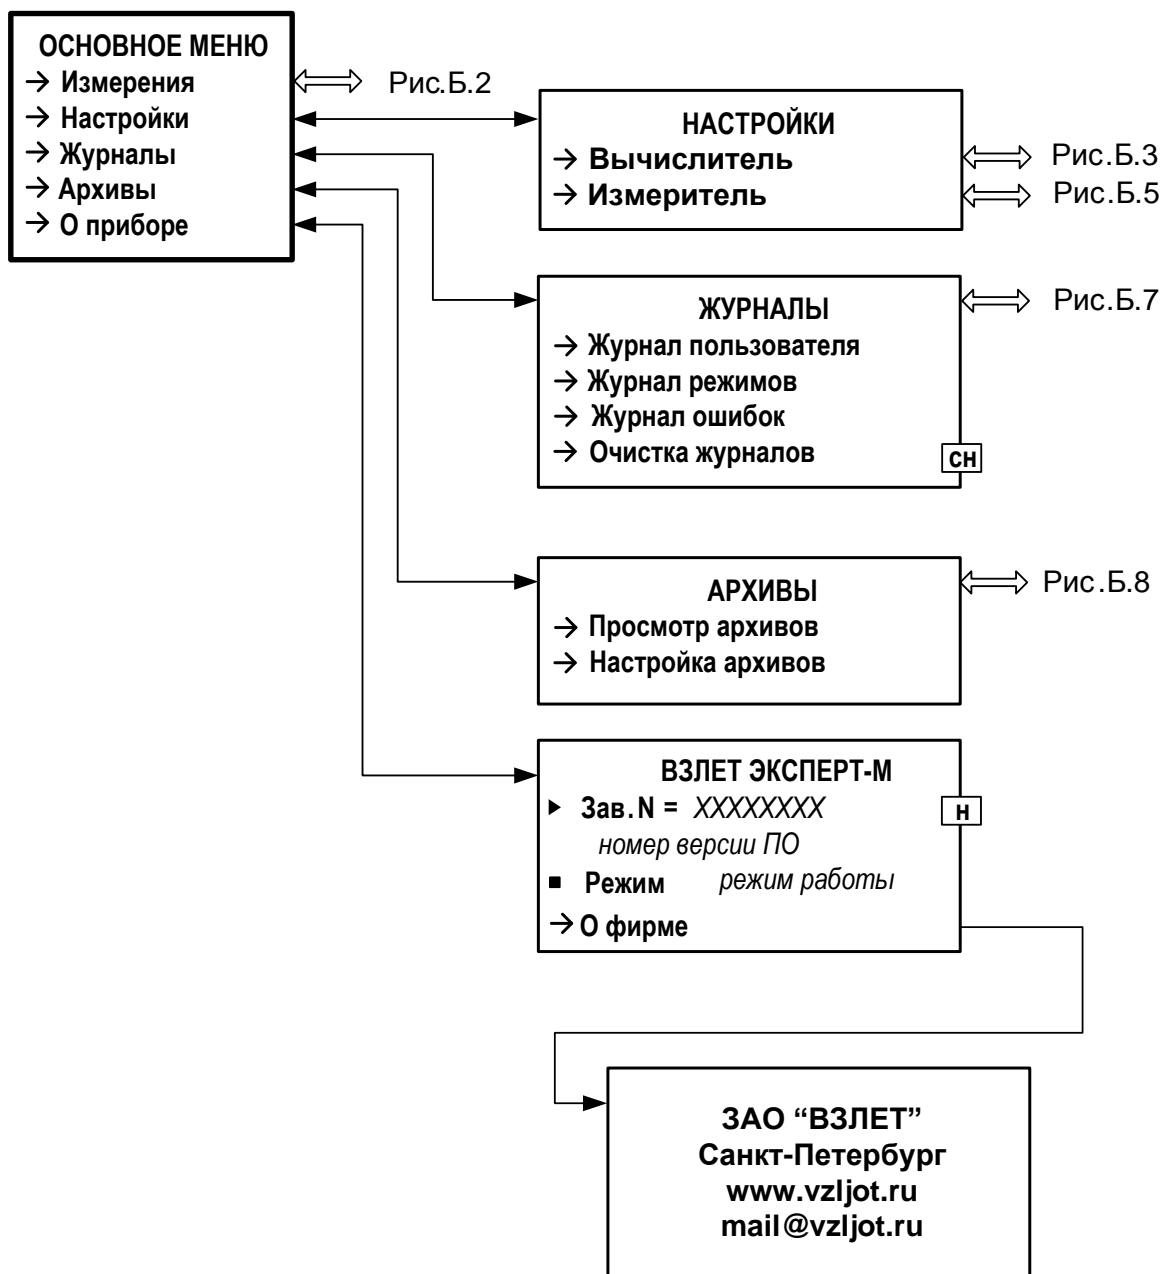 ОСНОВНОЕ МЕНЮ
→ Измерения
→ Настройки
→ Журналы
→ Архивы
→ О приборе
Рис.Б.2
НАСТРОЙКИ
→ Вычислитель
→ Измеритель
Рис.Б.3
Рис.Б.5
ЖУРНАЛЫ
→ Журнал пользователя
→ Журнал режимов
→ Журнал ошибок
→ Очистка журналов
СН
Рис.Б.7
АРХИВЫ
→ Просмотр архивов
→ Настройка архивов
Рис.Б.8
ВЗЛЕТ ЭКСПЕРТ-М
▶ Зав.N = XXXXXXXX
номер версии ПО
■ Режим режим работы
→ О фирме
Н
ЗАО “ВЗЛЕТ”
Санкт-Петербург
www.vzljot.ru
mail@vzljot.ru